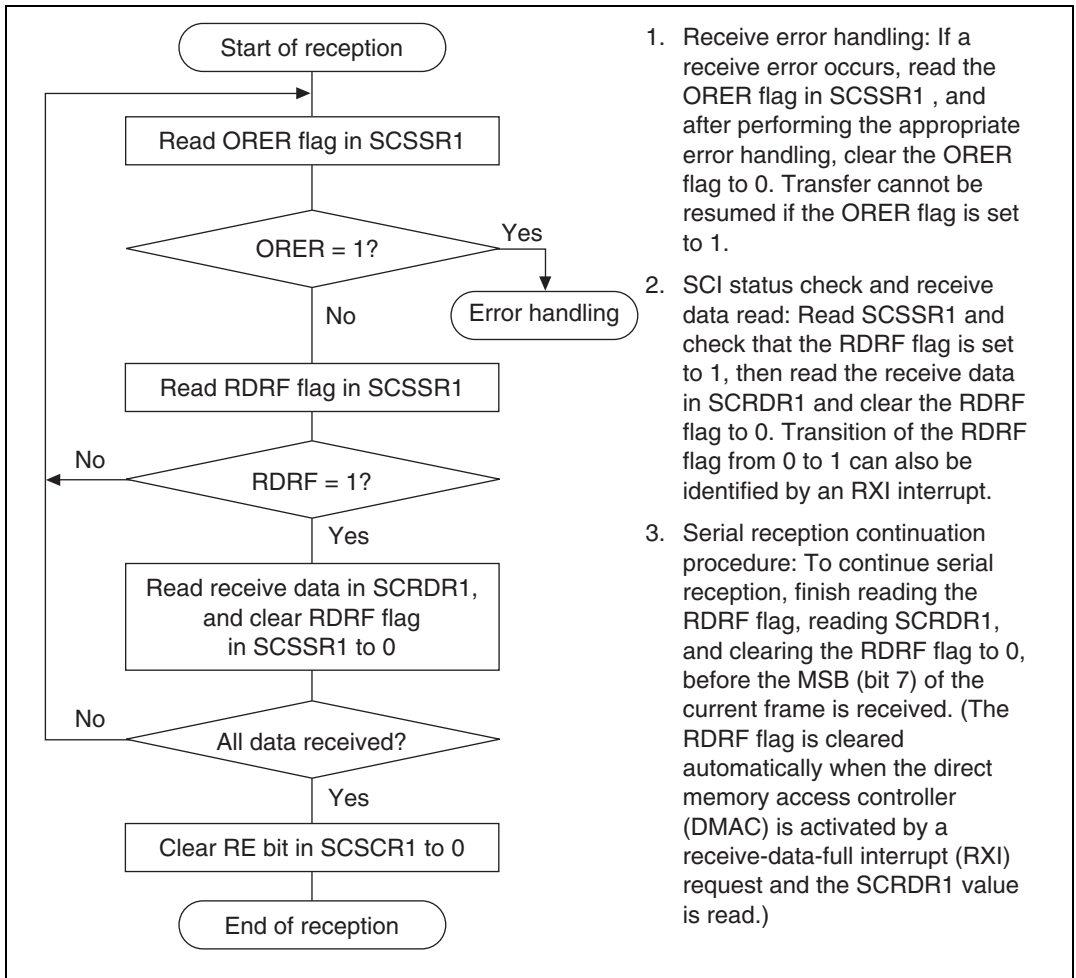 Start of reception
Read ORER flag in SCSSR1
ORER = 1?
Yes
Error handling
No
Read RDRF flag in SCSSR1
No
RDRF = 1?
Yes
Read receive data in SCRDR1,
and clear RDRF flag
in SCSSR1 to 0
No
All data received?
Yes
Clear RE bit in SCSCR1 to 0
End of reception
1. Receive error handling: If a
receive error occurs, read the
ORER flag in SCSSR1 , and
after performing the appropriate
error handling, clear the ORER
flag to 0. Transfer cannot be
resumed if the ORER flag is set
to 1.
2. SCI status check and receive
data read: Read SCSSR1 and
check that the RDRF flag is set
to 1, then read the receive data
in SCRDR1 and clear the RDRF
flag to 0. Transition of the RDRF
flag from 0 to 1 can also be
identified by an RXI interrupt.
3. Serial reception continuation
procedure: To continue serial
reception, finish reading the
RDRF flag, reading SCRDR1,
and clearing the RDRF flag to 0,
before the MSB (bit 7) of the
current frame is received. (The
RDRF flag is cleared
automatically when the direct
memory access controller
(DMAC) is activated by a
receive-data-full interrupt (RXI)
request and the SCRDR1 value
is read.)